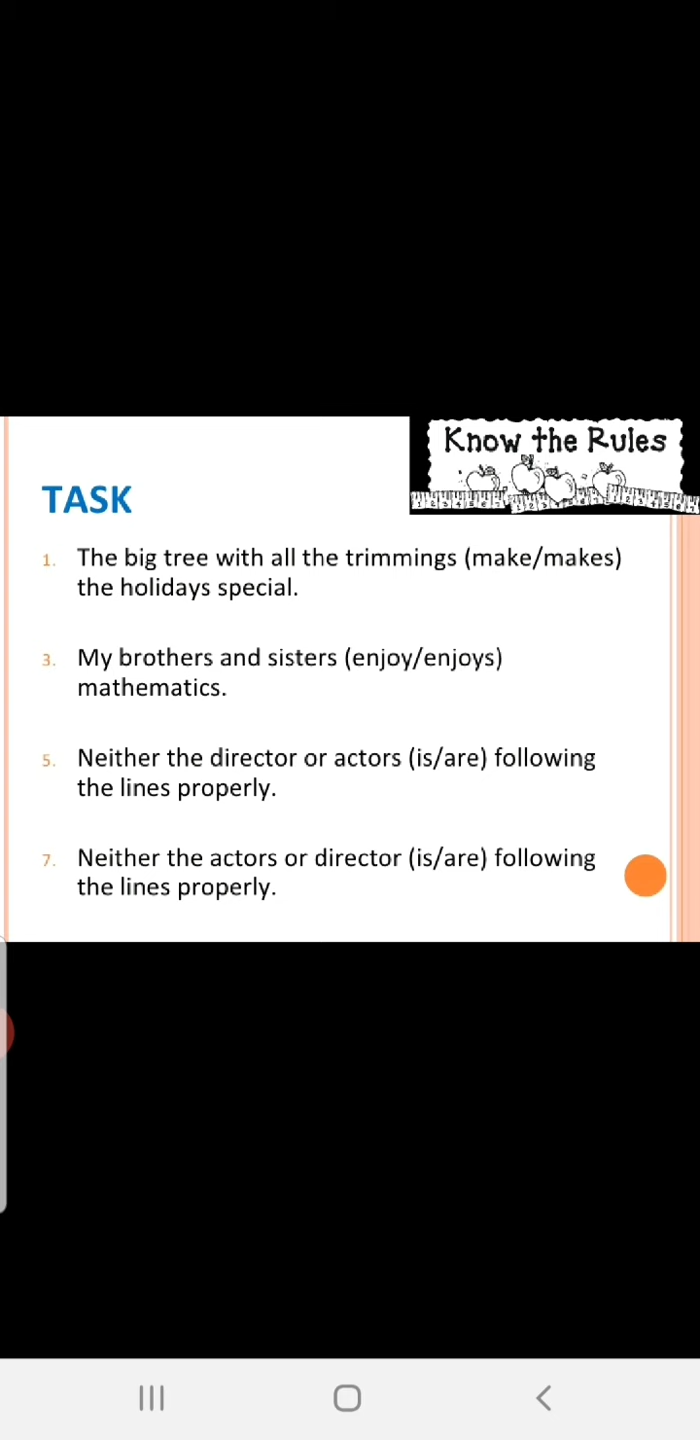 Know the Rules
TASK
1. The big tree with all the trimmings (make/makes)
the holidays special.
3. My brothers and sisters (enjoy/enjoys)
mathematics.
5. Neither the director or actors (is/are) following
the lines properly.
7. Neither the actors or director (is/are) following
the lines properly.